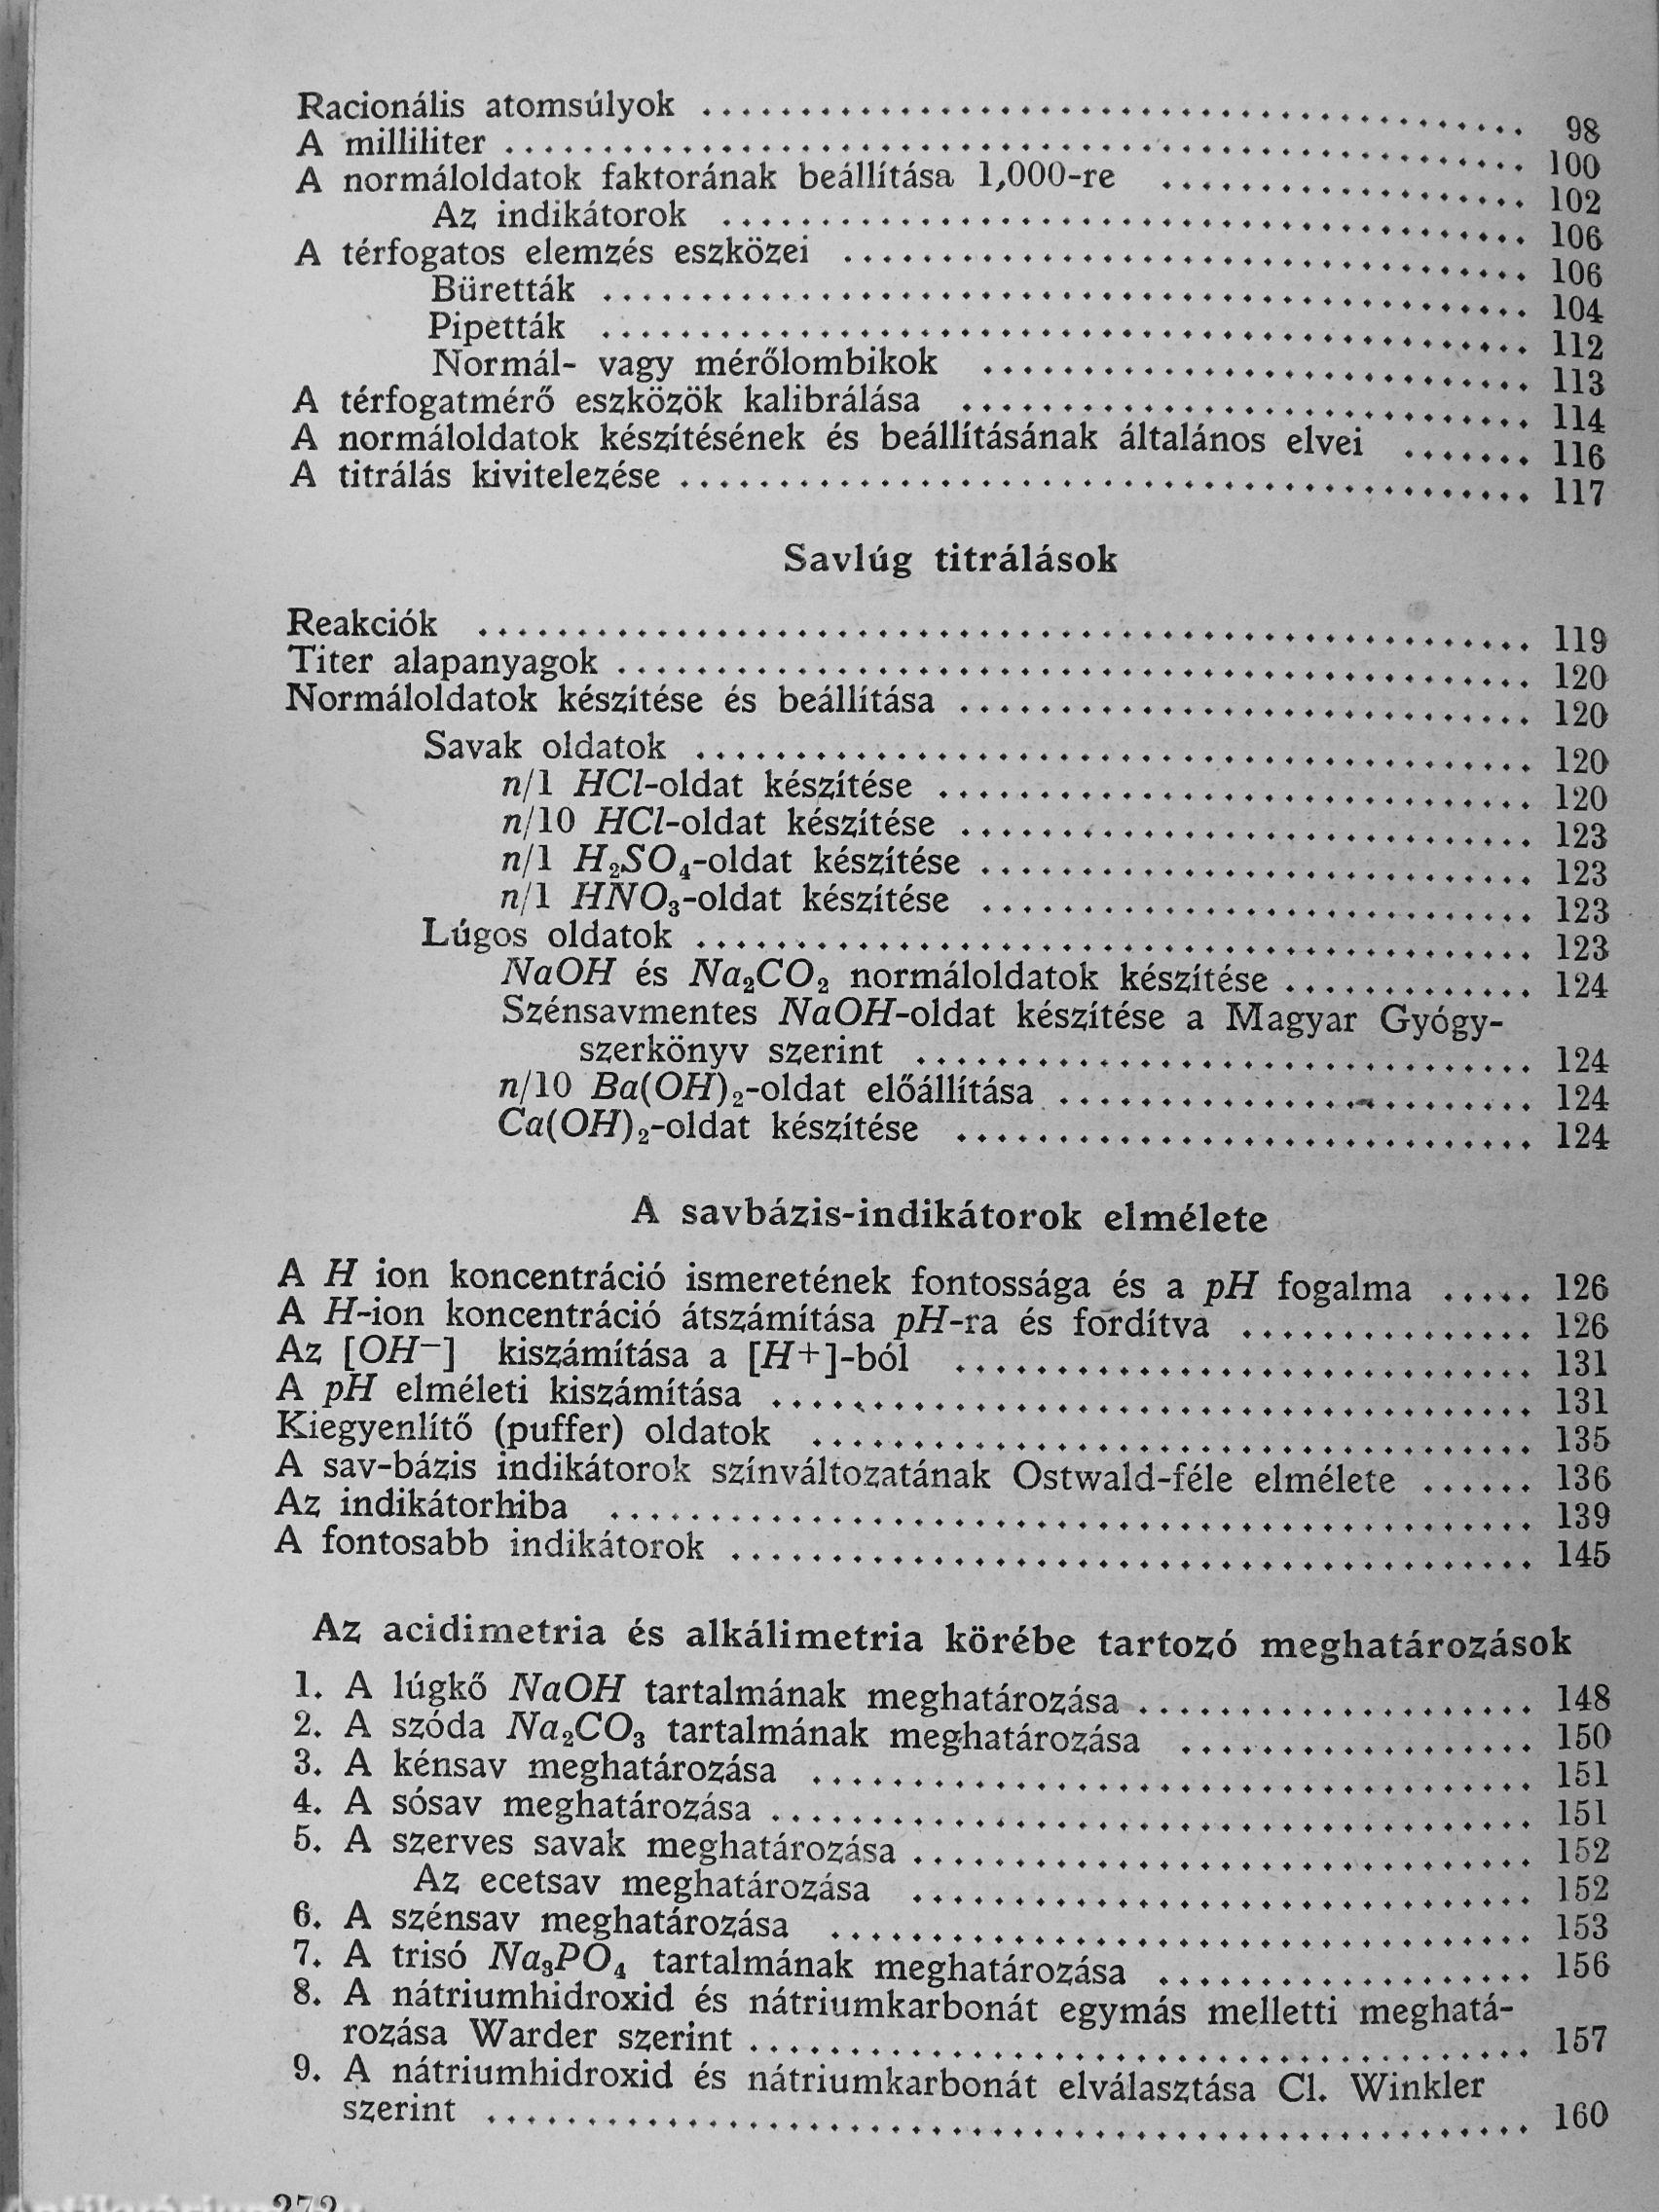 Racionális atomsúlyok ........ 98
A milliliter ........ 100
A normáloldatok faktorának beállítása 1,000-re ........ 102
Az indikátorok ........ 106
A térfogatos elemzés eszközei ........ 106
Büretták ........ 104
Pipetták ........ 112
Normál- vagy mérőlombikok ........ 113
A térfogatmérő eszközök kalibrálása ........ 114
A normáloldatok készítésének és beállításának általános elvei ....... 116
A titrálás kivitelezése ........ 117
Savlúg titrálások
Reakciók ........ 119
Titer alapanyagok ........ 120
Normáloldatok készítése és beállítása ........ 120
Savak oldatok ........ 120
n/1 HCl-oldat készítése ........ 120
n/10 HCl-oldat készítése ........ 123
n/1 H₂SO₄-oldat készítése ........ 123
n/1 HNO₃-oldat készítése ........ 123
Lúgos oldatok ........ 123
NaOH és Na₂CO₂ normáloldatok készítése ........ 124
Szénsavmentes NaOH-oldat készítése a Magyar Gyógy-
szerkönyv szerint ........ 124
n/10 Ba(OH)₂-oldat előállítása ........ 124
Ca(OH)₂-oldat készítése ........ 124
A savbázis-indikátorok elmélete
A H ion koncentráció ismeretének fontossága és a pH fogalma ..... 126
A H-ion koncentráció átszámítása pH-ra és fordítva ........ 126
Az [OH⁻] kiszámítása a [H+]-ból ........ 131
A pH elméleti kiszámítása ........ 131
Kiegyenlítő (puffer) oldatok ........ 135
A sav-bázis indikátorok színváltozatának Ostwald-féle elmélete ...... 136
Az indikátorhiba ........ 139
A fontosabb indikátorok ........ 145
Az acidimetria és alkálimetria körébe tartozó meghatározások
1. A lúgkő NaOH tartalmának meghatározása ........ 148
2. A szóda Na₂CO₃ tartalmának meghatározása ........ 150
3. A kénsav meghatározása ........ 151
4. A sósav meghatározása ........ 151
5. A szerves savak meghatározása ........ 152
Az ecetsav meghatározása ........ 152
6. A szénsav meghatározása ........ 153
7. A trisó Na₃PO₄ tartalmának meghatározása ........ 156
8. A nátriumhidroxid és nátriumkarbonát egymás melletti meghatá-
rozása Warder szerint ........ 157
9. A nátriumhidroxid és nátriumkarbonát elválasztása Cl. Winkler
szerint ........ 160